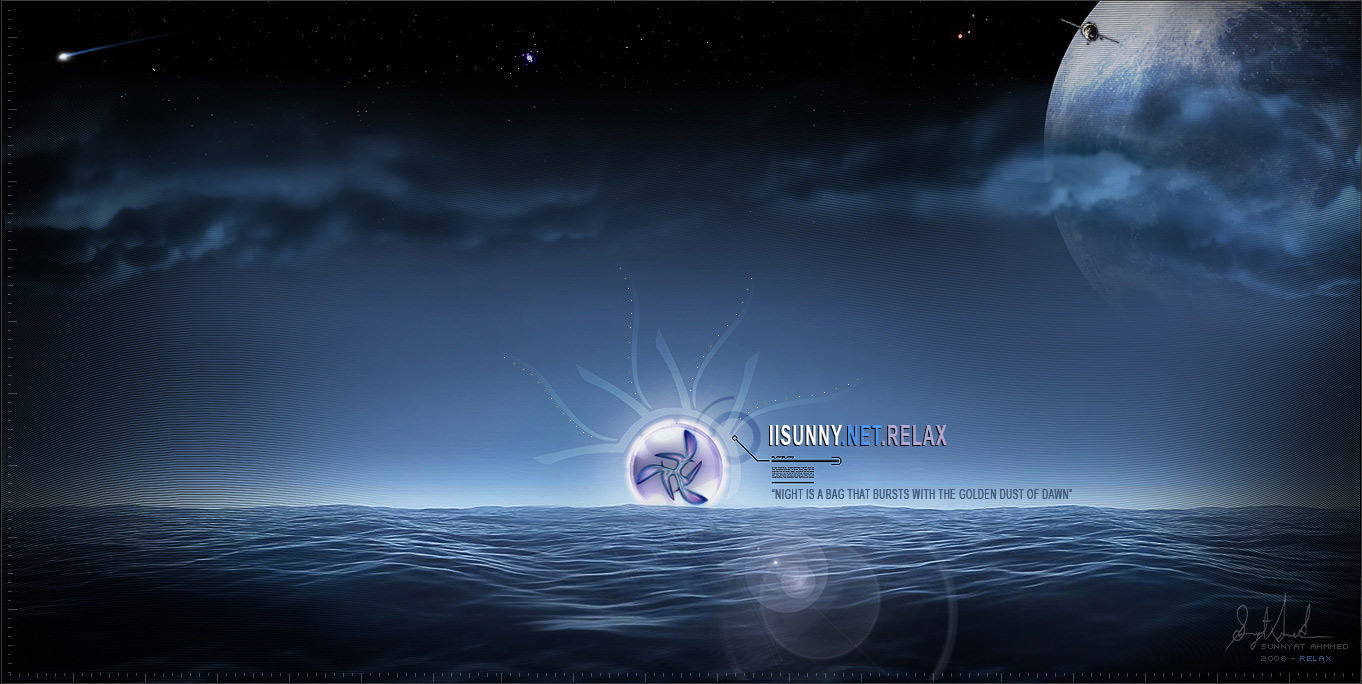 IISUNNY.NET.RELAX
"NIGHT IS A BAG THAT BURSTS WITH THE GOLDEN DUST OF DAWN"
SUNNYAT AHMMED
2008 - RELAX